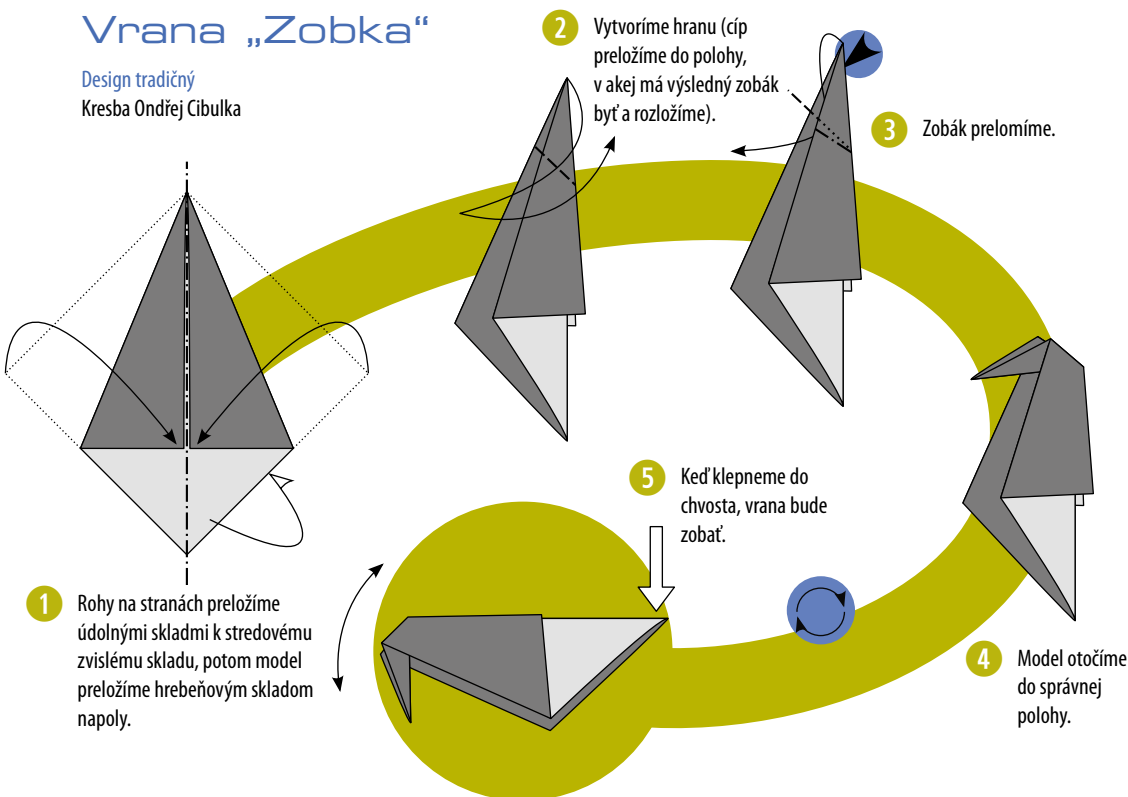 Vrana „Zobka“
Design tradičný
Kresba Ondřej Cibulka
1
Rohy na stranách preložíme
údolnými skladmi k stredovému
zvislému skladu, potom model
preložíme hrebeňovým skladom
napoly.
2
Vytvoríme hranu (cíp
preložíme do polohy,
v akej má výsledný zobák
byť a rozložíme).
3
Zobák prelomíme.
4
Model otočíme
do správnej
polohy.
5
Keď klepneme do
chvosta, vrana bude
zobať.